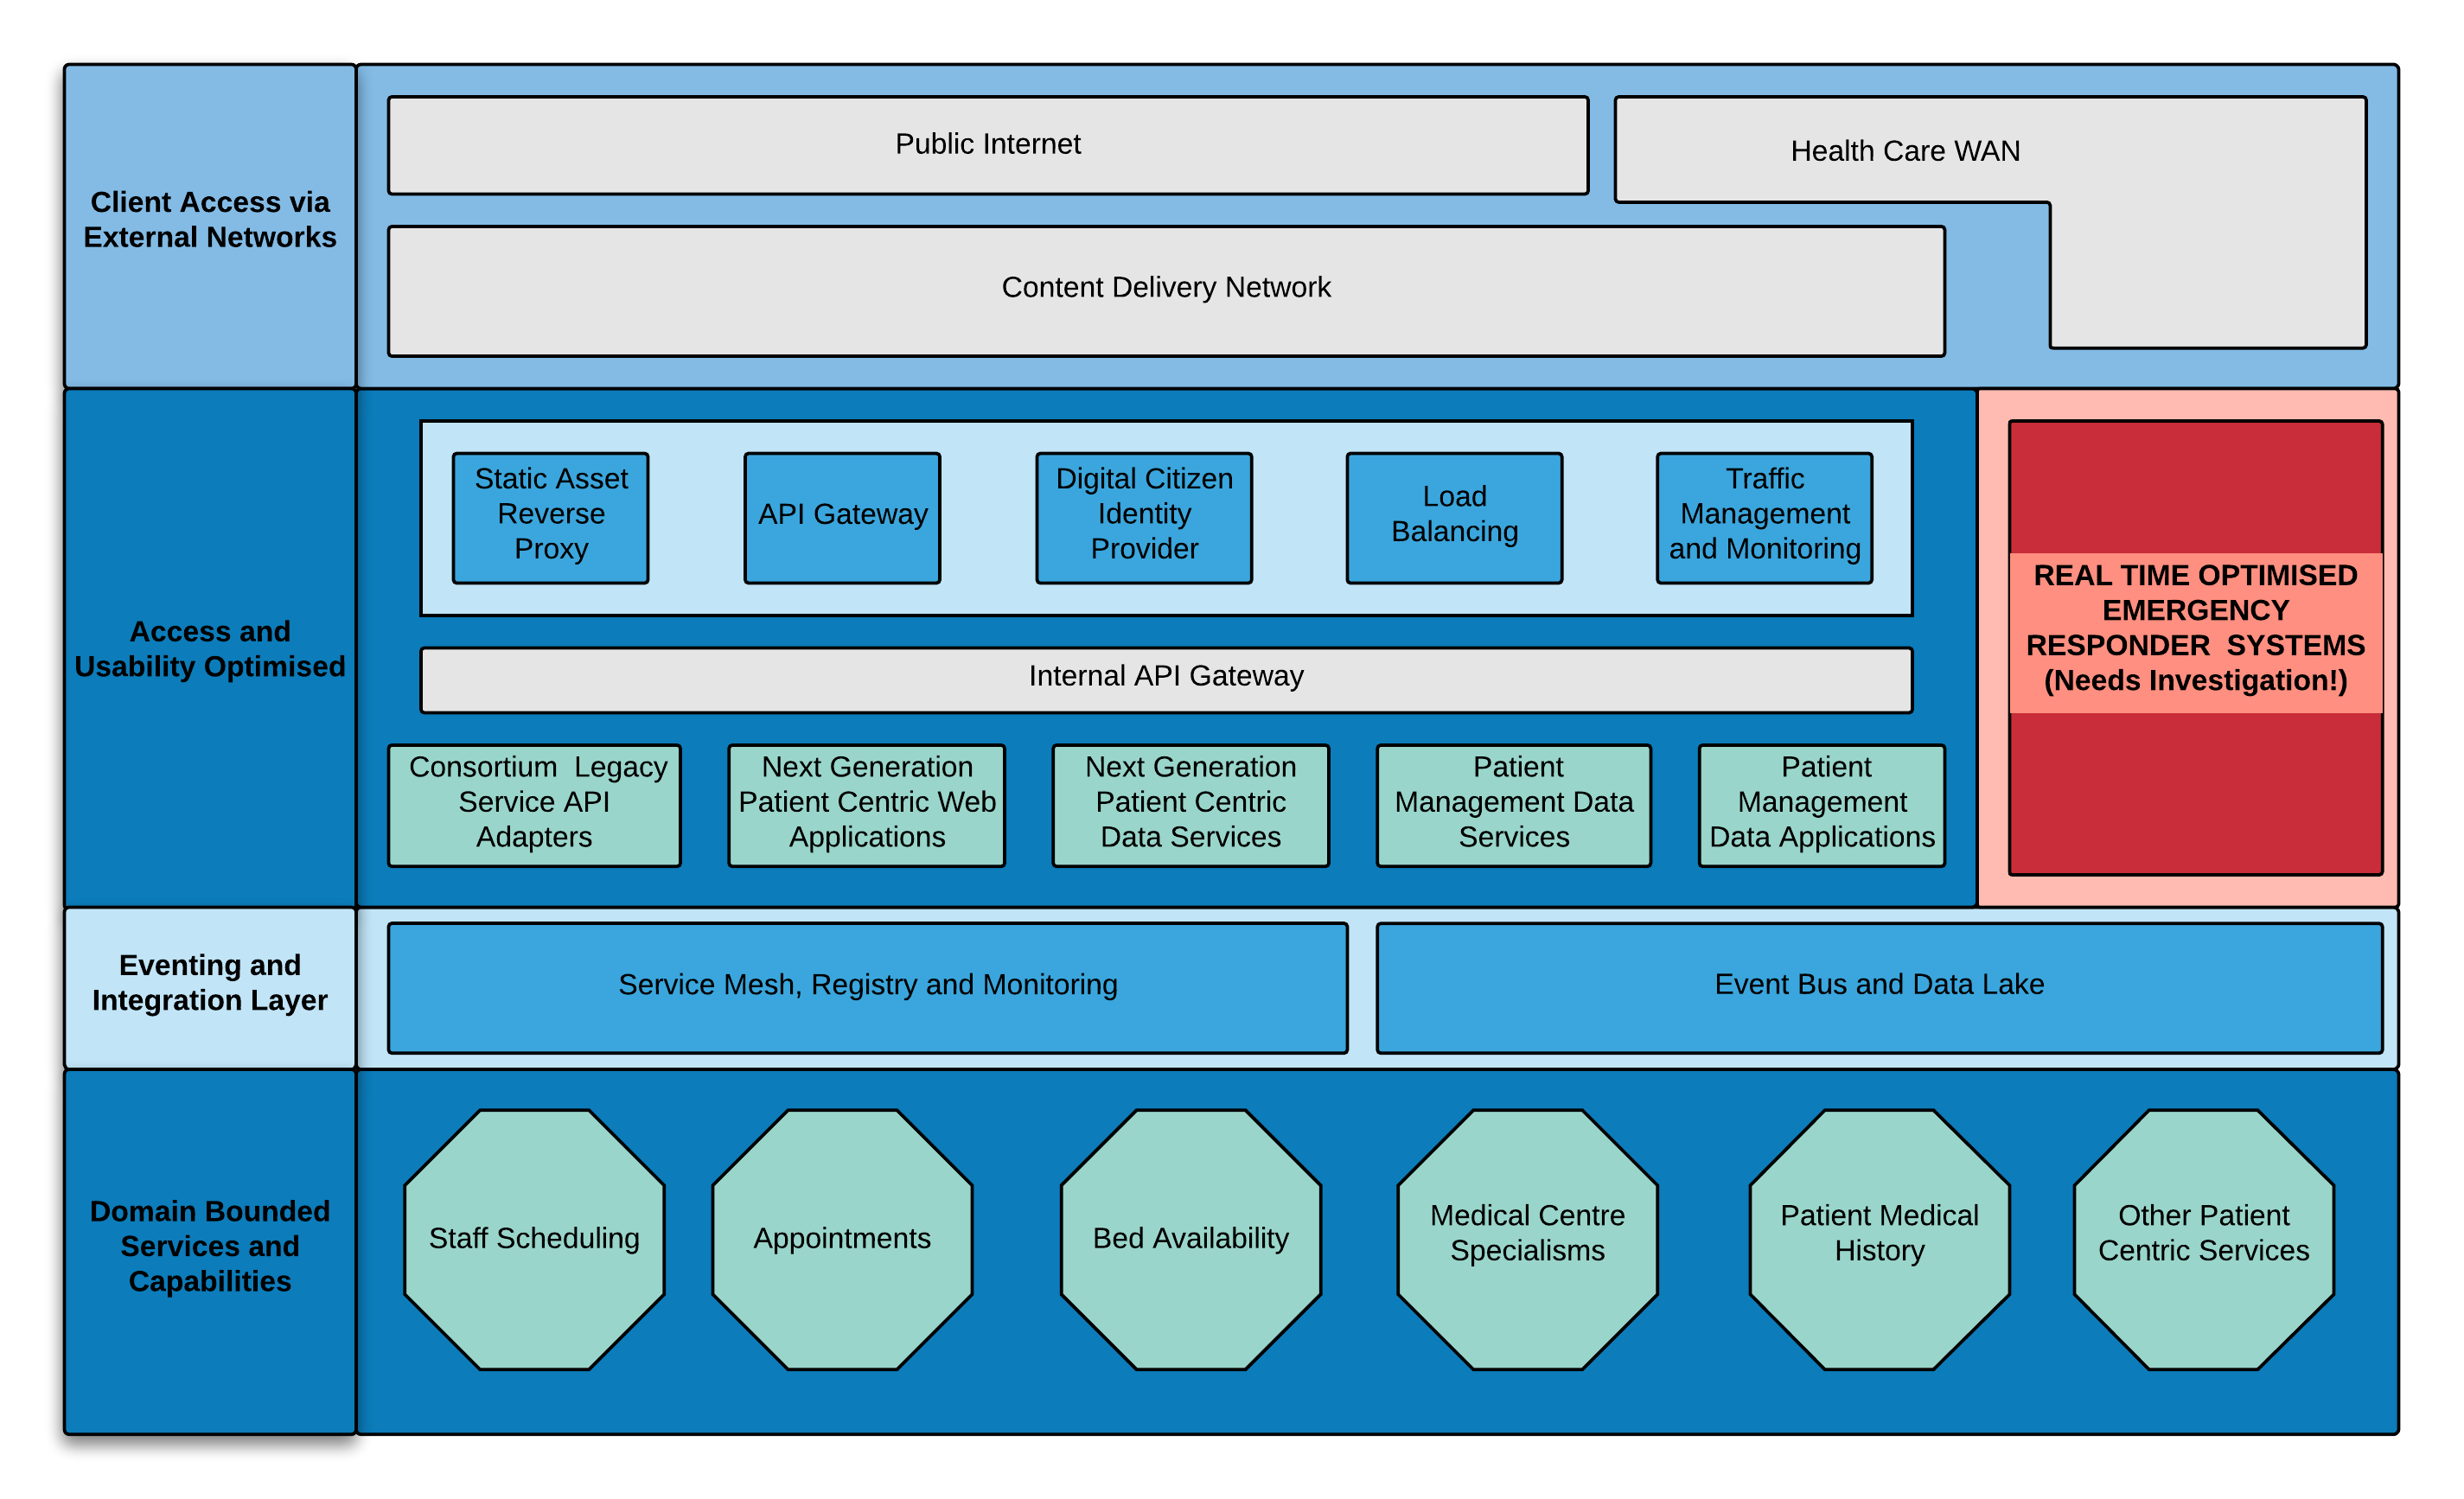 Client Access via
External Networks
Public Internet
Health Care WAN
Content Delivery Network
Access and
Usability Optimised
Static Asset
Reverse
Proxy
API Gateway
Digital Citizen
Identity
Provider
Load
Balancing
Traffic
Management
and Monitoring
Internal API Gateway
Consortium  Legacy
Service API
Adapters
Next Generation
Patient Centric Web
Applications
Next Generation
Patient Centric
Data Services
Patient
Management Data
Services
Patient
Management
Data Applications
REAL TIME OPTIMISED
EMERGENCY
RESPONDER  SYSTEMS
(Needs Investigation!)
Eventing and
Integration Layer
Service Mesh, Registry and Monitoring
Event Bus and Data Lake
Domain Bounded
Services and
Capabilities
Staff Scheduling
Appointments
Bed Availability
Medical Centre
Specialisms
Patient Medical
History
Other Patient
Centric Services